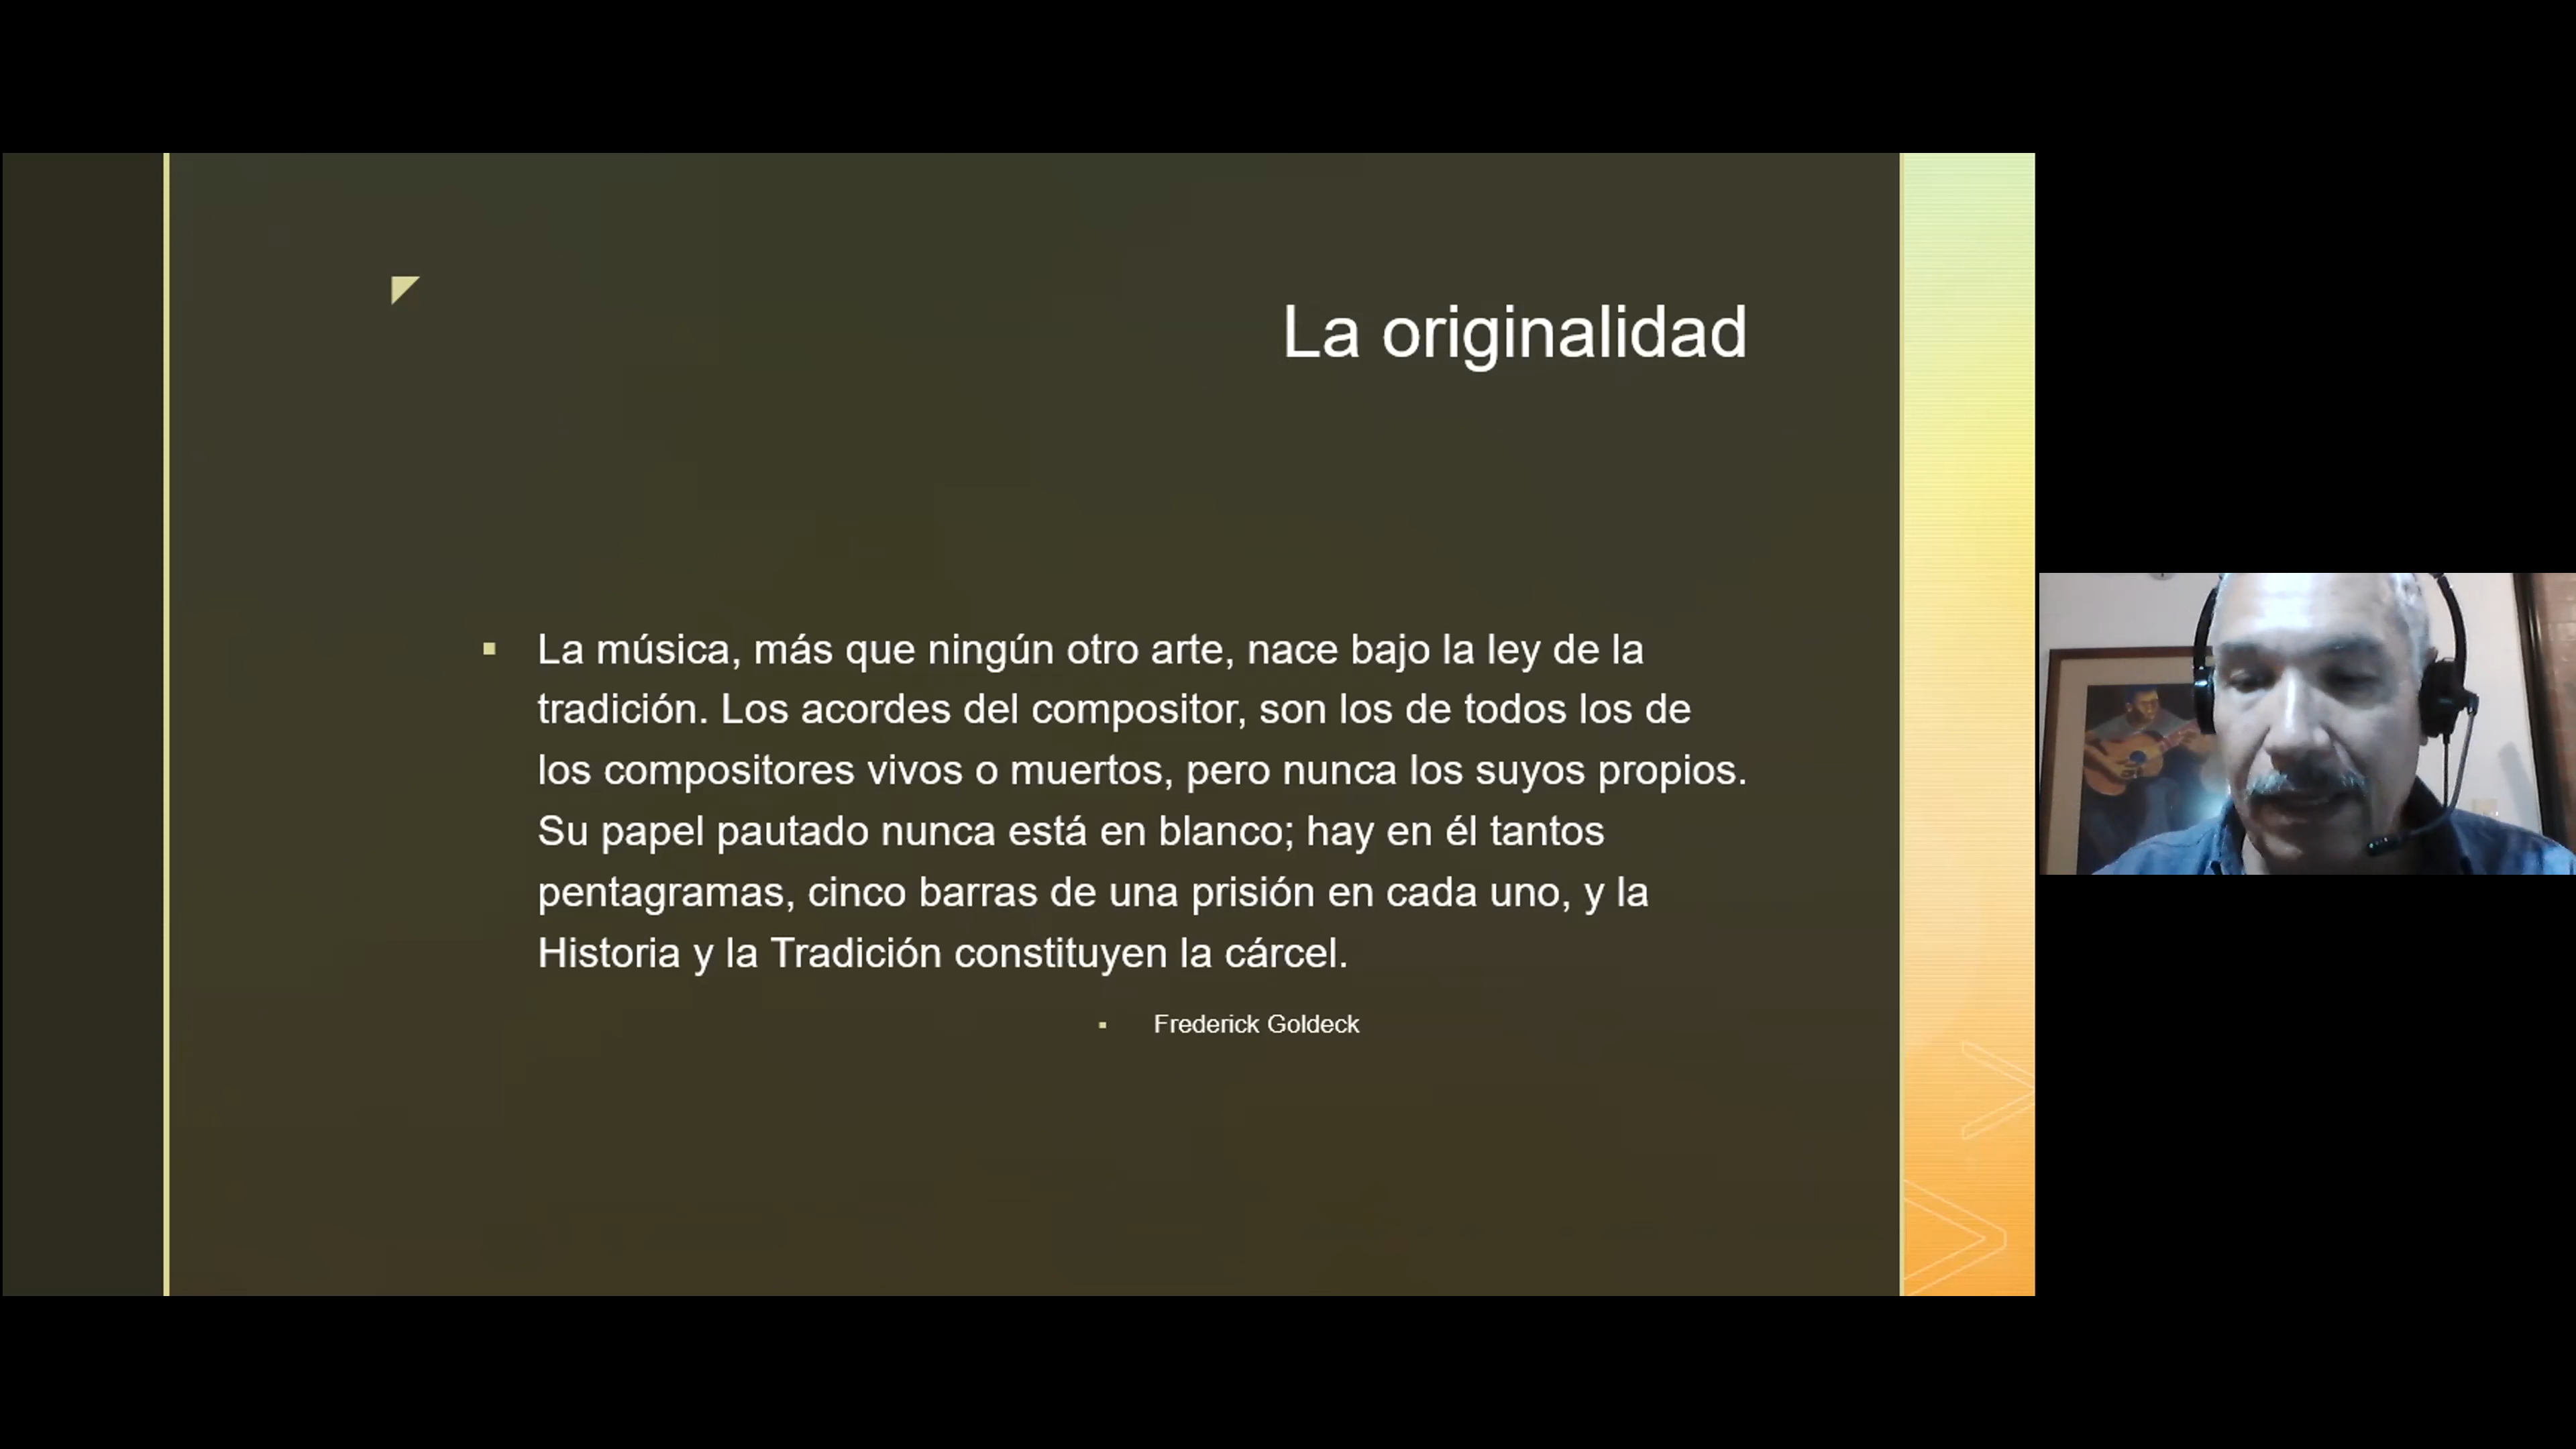 La originalidad
La música, más que ningún otro arte, nace bajo la ley de la
tradición. Los acordes del compositor, son los de todos los de
los compositores vivos o muertos, pero nunca los suyos propios.
Su papel pautado nunca está en blanco; hay en él tantos
pentagramas, cinco barras de una prisión en cada uno, y la
Historia y la Tradición constituyen la cárcel.
Frederick Goldeck